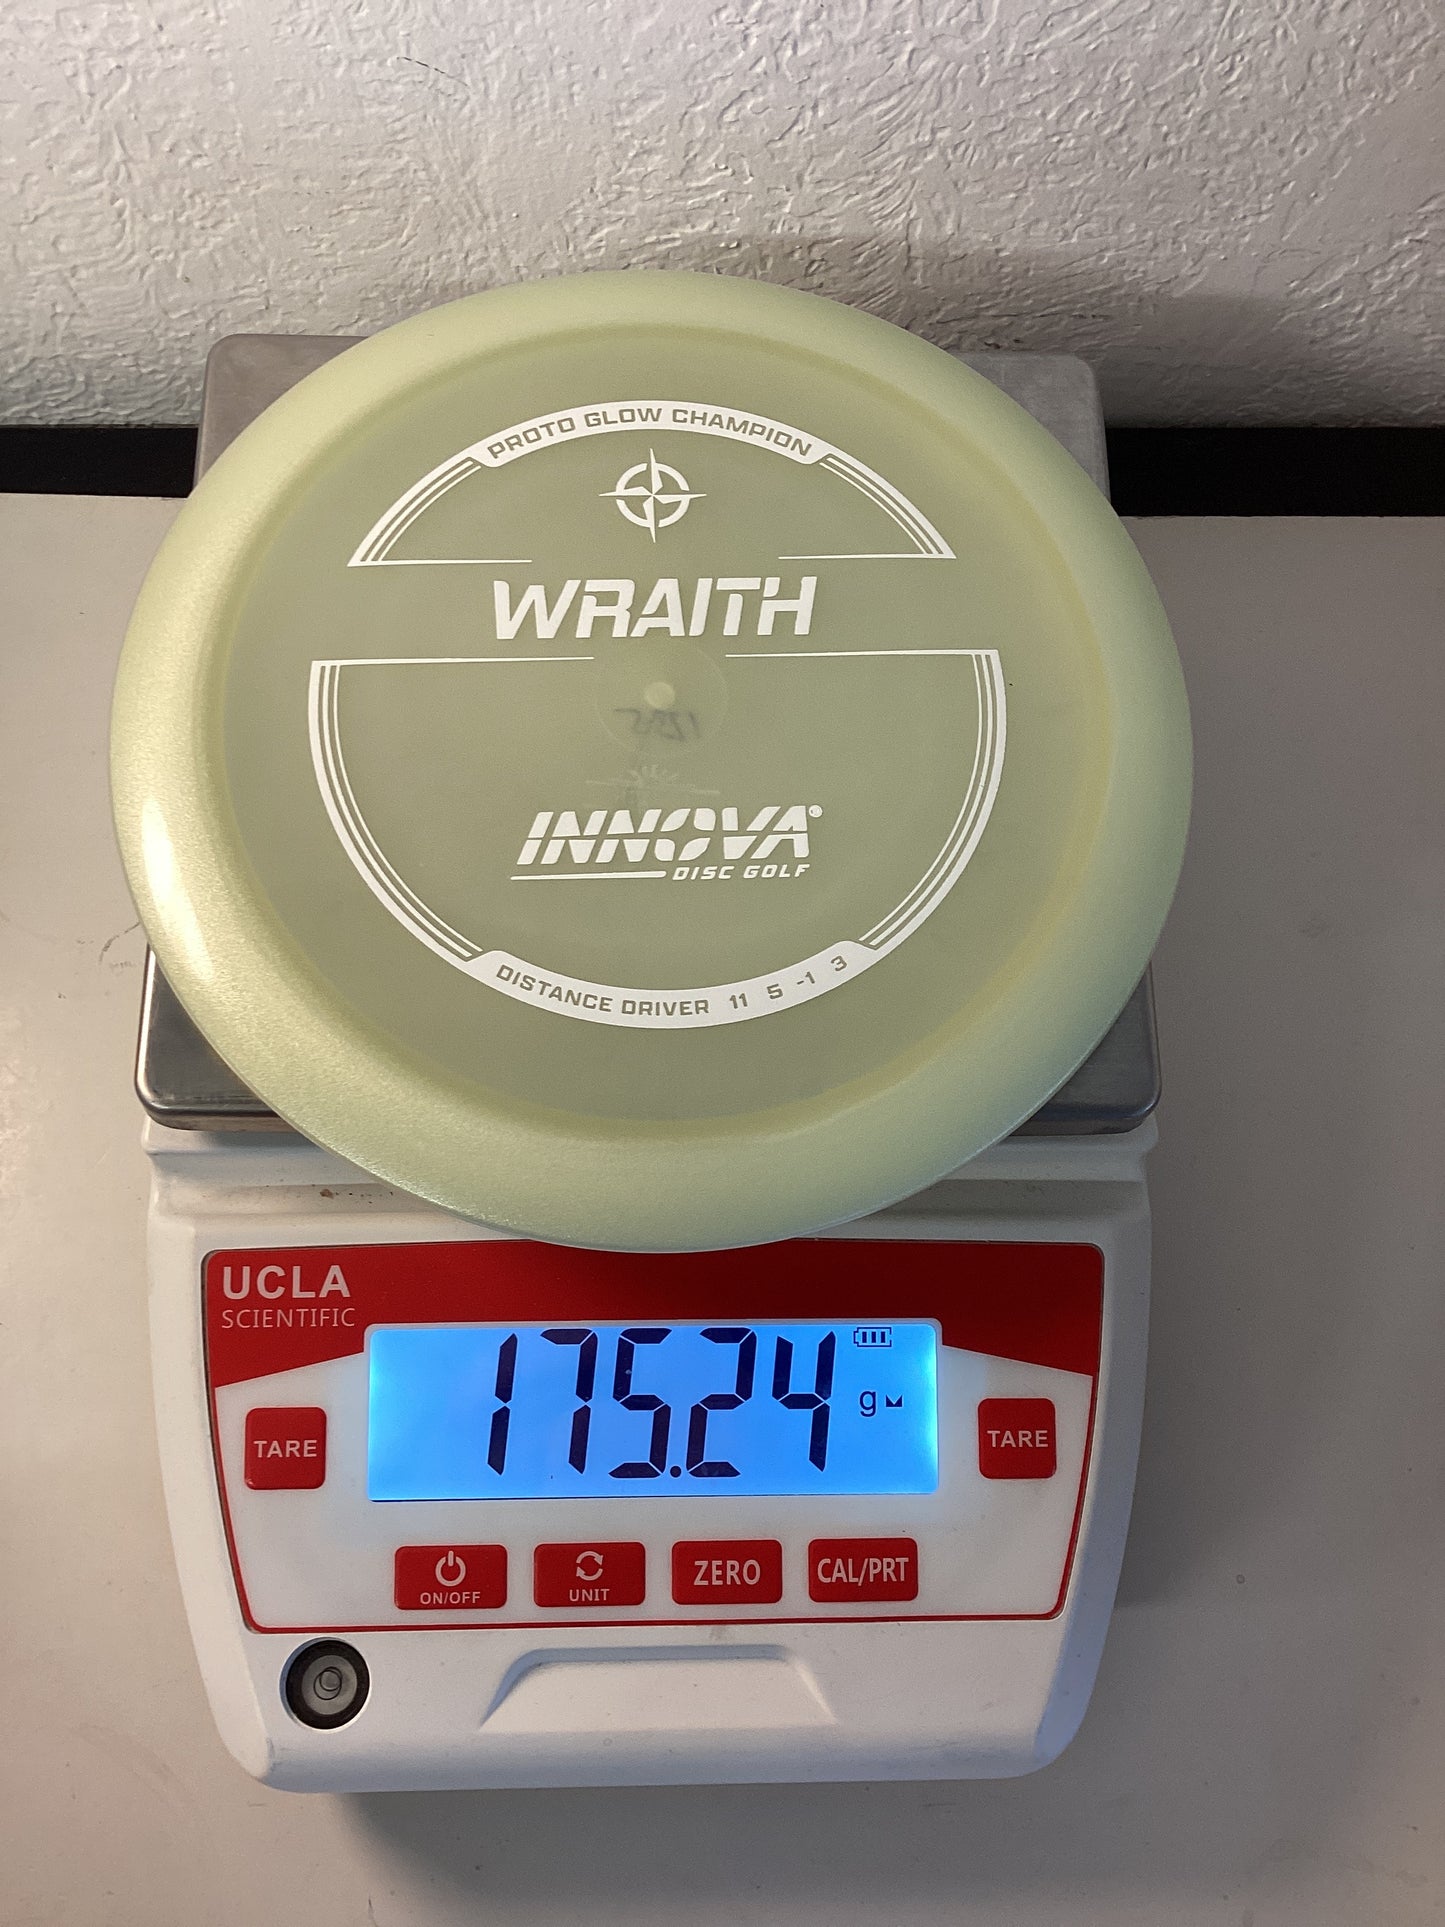 PROTO GLOW CHAMPION
WRAITH
INNOVA®
DISC GOLF
DISTANCE DRIVER 11 5 -1 3
UCLA
SCIENTIFIC
175.24
g
TARE
TARE
ON/OFF
UNIT
ZERO
CAL/PRT